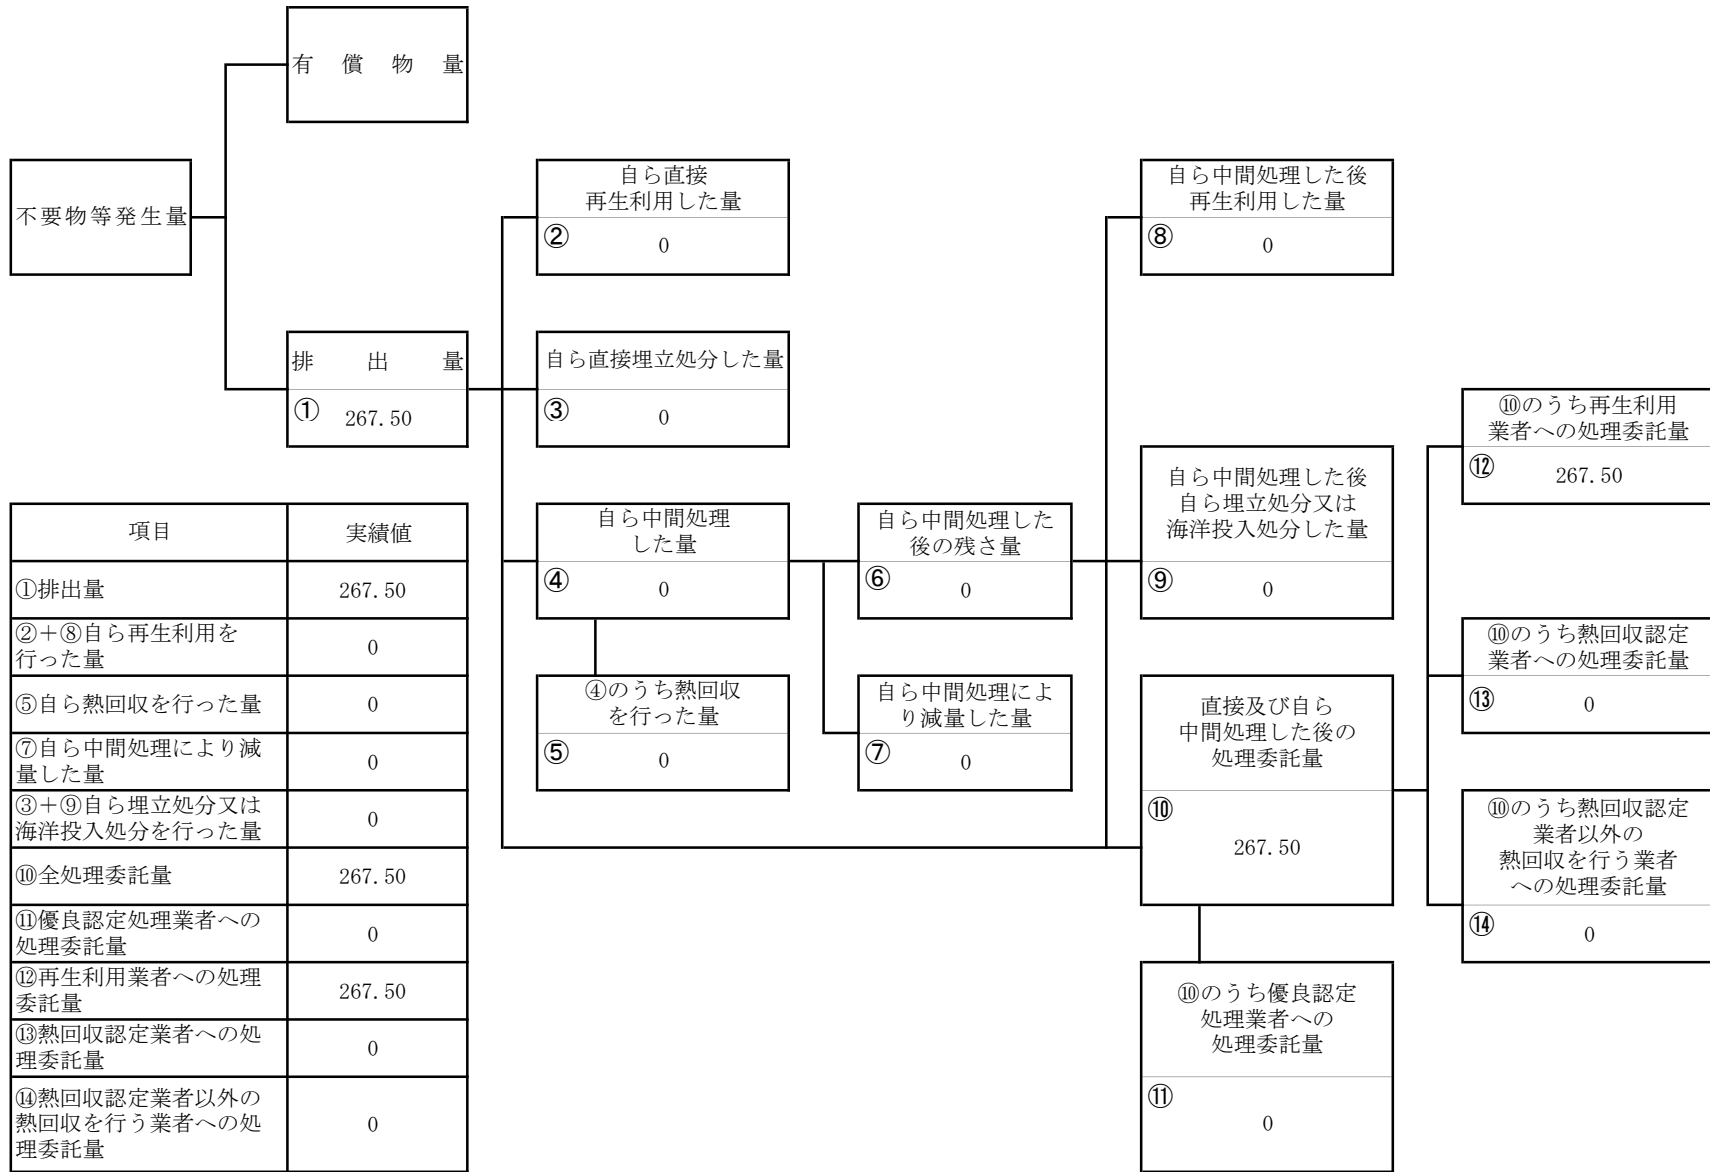 有償物量
不要物等発生量
自ら直接
再生利用した量
②
0
自ら中間処理した後
再生利用した量
⑧
0
排出量
①
267.50
自ら直接埋立処分した量
③
0
自ら中間処理
した量
④
0
④のうち熱回収
を行った量
⑤
0
自ら中間処理した
後の残さ量
⑥
0
自ら中間処理によ
り減量した量
⑦
0
自ら中間処理した後
自ら埋立処分又は
海洋投入処分した量
⑨
0
直接及び自ら
中間処理した後の
処理委託量
⑩
267.50
⑩のうち優良認定
処理業者への
処理委託量
⑪
0
⑩のうち再生利用
業者への処理委託量
⑫
267.50
⑩のうち熱回収認定
業者への処理委託量
⑬
0
⑩のうち熱回収認定
業者以外の
熱回収を行う業者
への処理委託量
⑭
0
項目 実績値
①排出量 267.50
②＋⑧自ら再生利用を
行った量 0
⑤自ら熱回収を行った量 0
⑦自ら中間処理により減
量した量 0
③＋⑨自ら埋立処分又は
海洋投入処分を行った量 0
⑩全処理委託量 267.50
⑪優良認定処理業者への
処理委託量 0
⑫再生利用業者への処理
委託量 267.50
⑬熱回収認定業者への処
理委託量 0
⑭熱回収認定業者以外の
熱回収を行う業者への処
理委託量 0